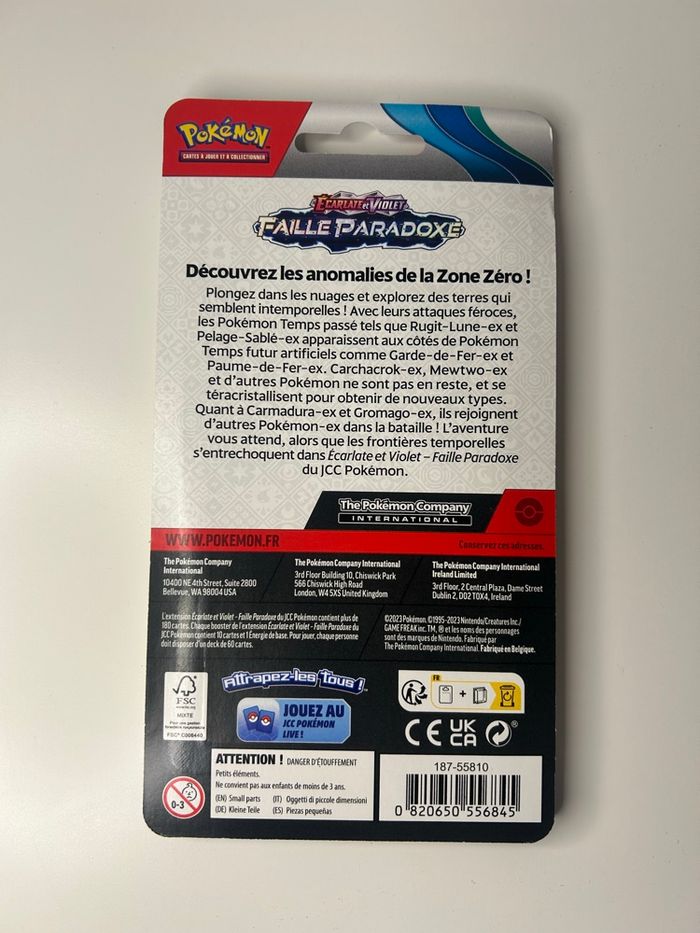 POKÉMON
CARTES À JOUER ET À COLLECTIONNER
ÉCARLATE et VIOLET
FAILLE PARADOXE
Découvrez les anomalies de la Zone Zéro !
Plongez dans les nuages et explorez des terres qui
semblent intemporelles ! Avec leurs attaques féroces,
les Pokémon Temps passé tels que Rugit-Lune-ex et
Pelage-Sablé-ex apparaissent aux côtés de Pokémon
Temps futur artificiels comme Garde-de-Fer-ex et
Paume-de-Fer-ex. Carchacrok-ex, Mewtwo-ex
et d'autres Pokémon ne sont pas en reste, et se
téracristallisent pour obtenir de nouveaux types.
Quant à Carmadura-ex et Gromago-ex, ils rejoignent
d'autres Pokémon-ex dans la bataille ! L'aventure
vous attend, alors que les frontières temporelles
s'entrechoquent dans Écarlate et Violet – Faille Paradoxe
du JCC Pokémon.
The Pokémon Company
INTERNATIONAL
WWW.POKEMON.FR
Conservez ces adresses.
The Pokémon Company
International
10400 NE 4th Street, Suite 2800
Bellevue, WA 98004 USA
The Pokémon Company International
3rd Floor Building 10, Chiswick Park
566 Chiswick High Road
London, W4 5XS United Kingdom
The Pokémon Company International
Ireland Limited
3rd Floor, 2 Central Plaza, Dame Street
Dublin 2, D02 T0X4, Ireland
L'extension Écarlate et Violet - Faille Paradoxe du JCC Pokémon contient plus de
180 cartes. Chaque booster de l'extension Écarlate et Violet - Faille Paradoxe du
JCC Pokémon contient 10 cartes et 1 Énergie de base. Pour jouer, chaque personne
doit disposer d'un deck de 60 cartes.
©2023 Pokémon. ©1995-2023 Nintendo/Creatures Inc./
GAME FREAK inc. TM, ® et les noms des personnages
sont des marques de Nintendo. Fabriqué par
The Pokémon Company International. Fabriqué en Belgique.
FSC
MIXTE
FSC® C008440
Attrapez-les tous !™
JOUEZ AU
JCC POKÉMON
LIVE !
FR
+
CE UK CA
0-3
ATTENTION ! DANGER D'ÉTOUFFEMENT
Petits éléments.
Ne convient pas aux enfants de moins de 3 ans.
(EN) Small parts (IT) Oggetti di piccole dimensioni
(DE) Kleine Teile (ES) Piezas pequeñas
187-55810
0 820650 556845